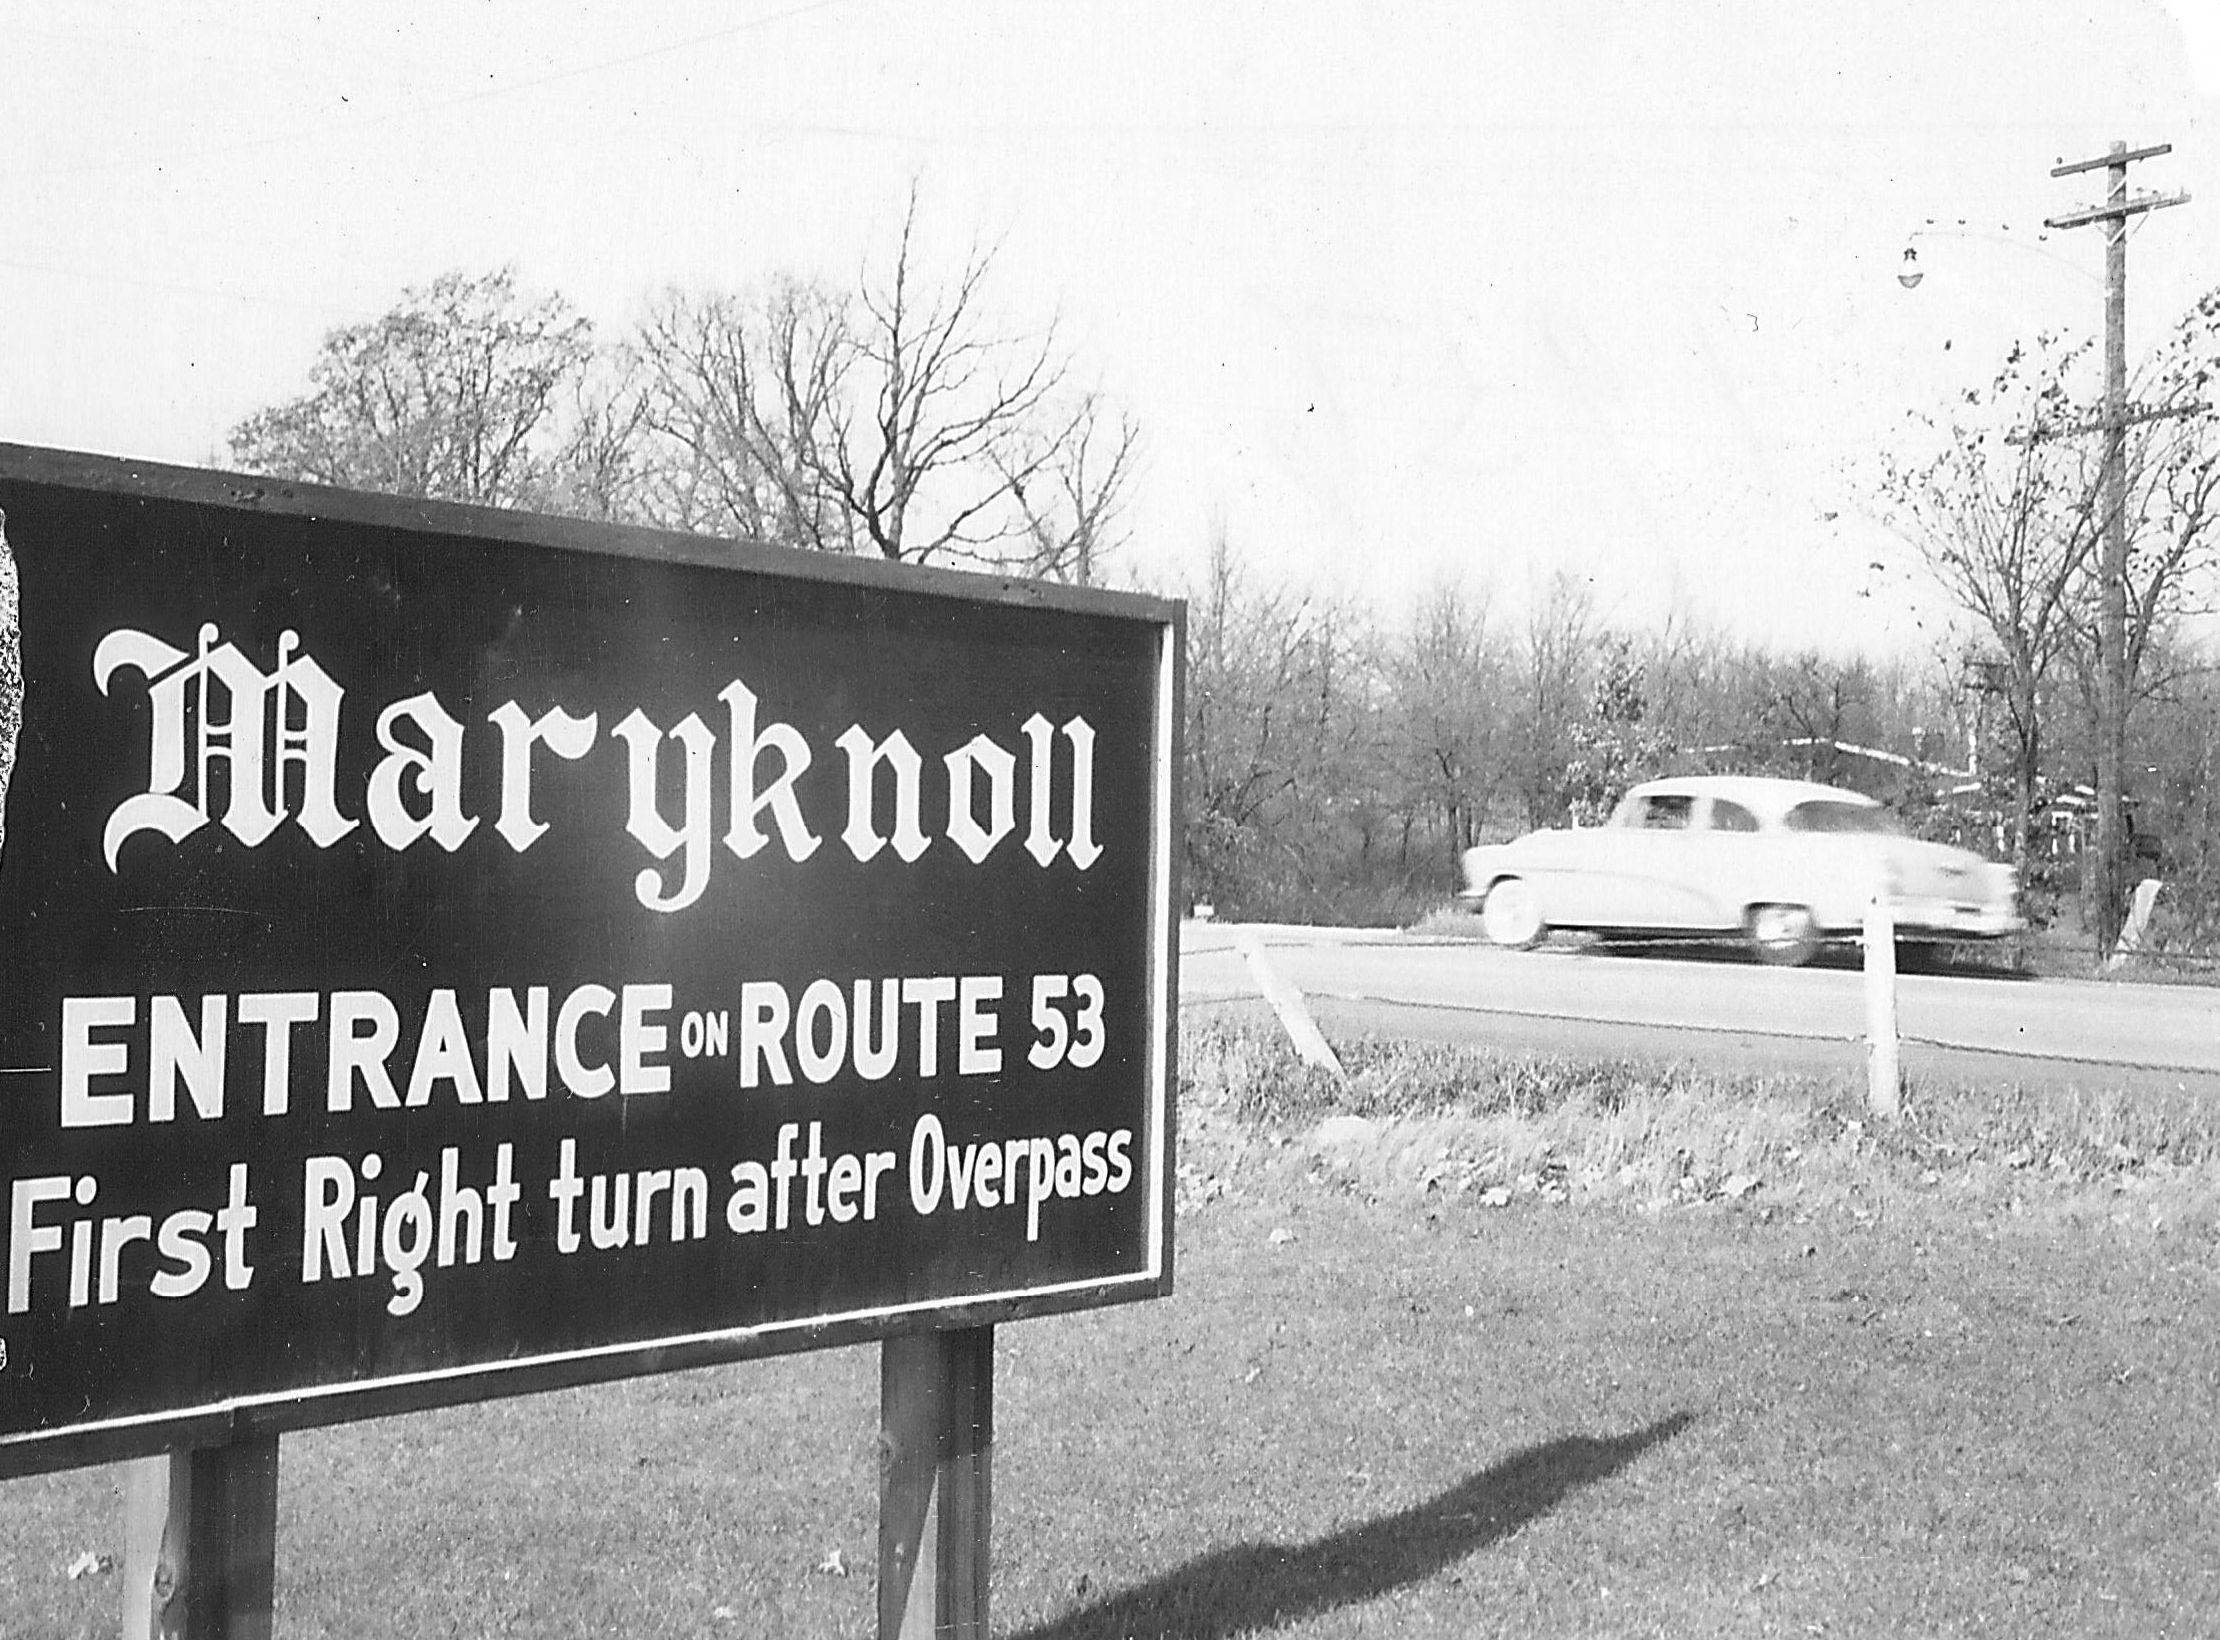 Maryknoll
ENTRANCE ON ROUTE 53
First Right turn after Overpass